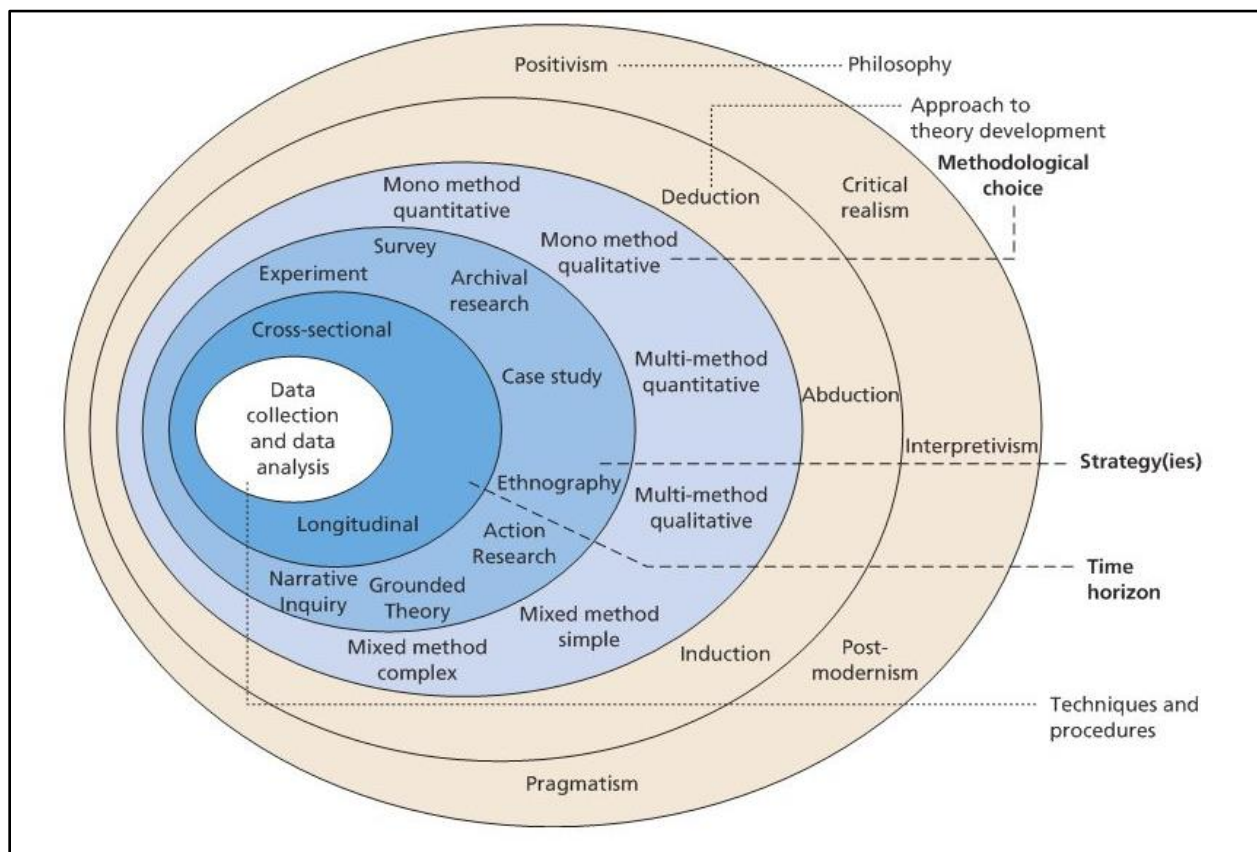 Positivism
Philosophy
Approach to
theory development
Methodological
choice
Mono method
quantitative
Deduction
Critical
realism
Survey
Mono method
qualitative
Experiment
Archival
research
Cross-sectional
Case study
Multi-method
quantitative
Data
collection
and data
analysis
Abduction
Interpretivism
Strategy(ies)
Ethnography
Multi-method
qualitative
Longitudinal
Action
Research
Time
horizon
Narrative
Inquiry
Grounded
Theory
Mixed method
simple
Mixed method
complex
Induction
Post-
modernism
Techniques and
procedures
Pragmatism